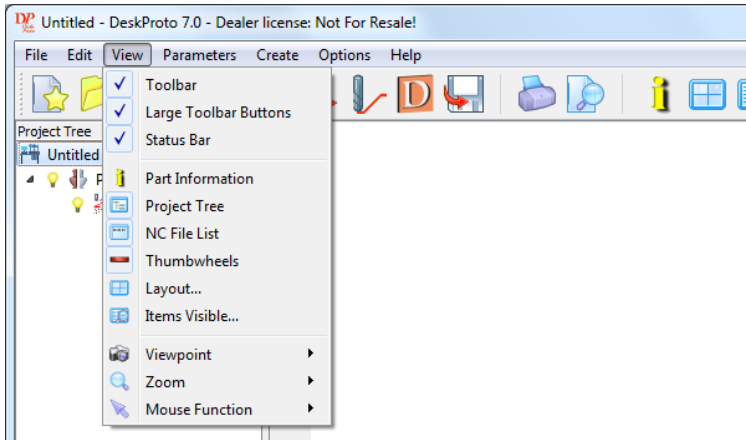 Untitled - DeskProto 7.0 - Dealer license: Not For Resale!
File Edit View Parameters Create Options Help
Project Tree
Untitled
P
Toolbar
Large Toolbar Buttons
Status Bar
Part Information
Project Tree
NC File List
Thumbwheels
Layout...
Items Visible...
Viewpoint
Zoom
Mouse Function